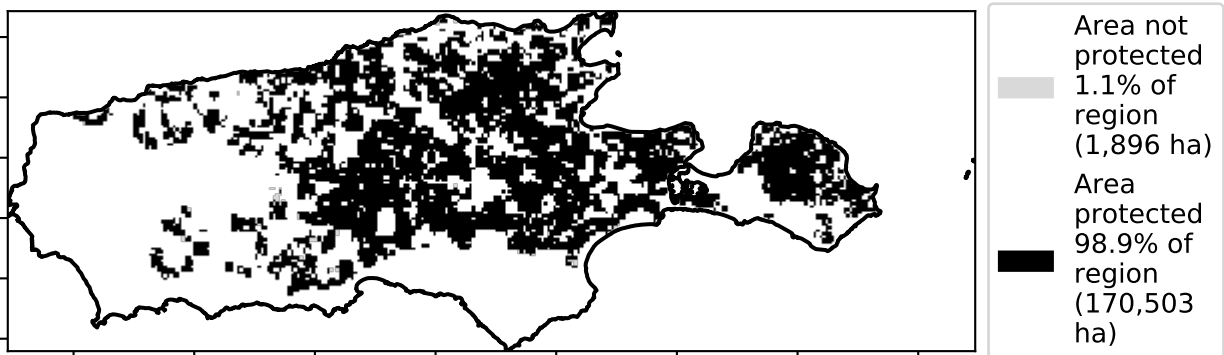 Area not
protected
1.1% of
region
(1,896 ha)
Area
protected
98.9% of
region
(170,503
ha)